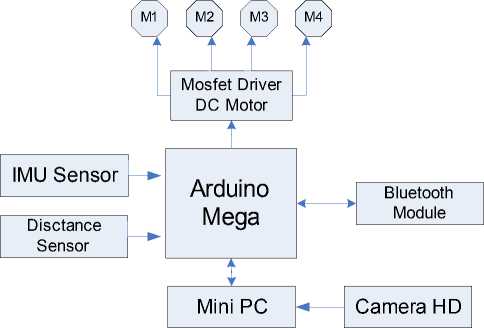 M1 M2 M3 M4
Mosfet Driver
DC Motor
IMU Sensor
Arduino
Mega
Disctance
Sensor
Bluetooth
Module
Mini PC
Camera HD